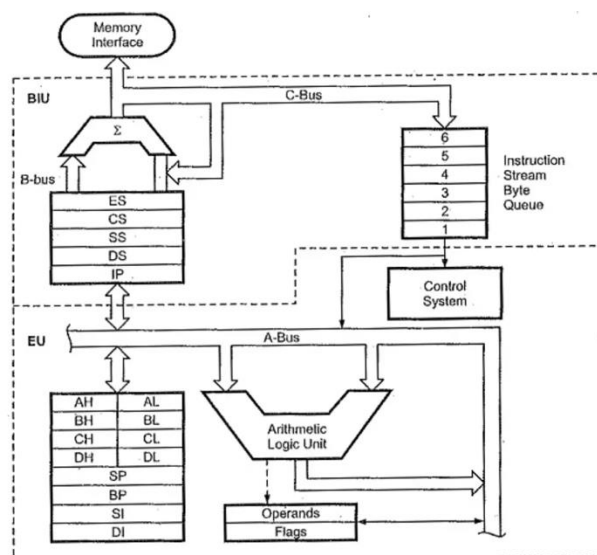 Memory
Interface
BIU
C-Bus
Σ
B-bus
6
5
4
3
2
1
Instruction
Stream
Byte
Queue
ES
CS
SS
DS
IP
Control
System
EU
A-Bus
AH AL
BH BL
CH CL
DH DL
SP
BP
SI
DI
Arithmetic
Logic Unit
Operands
Flags